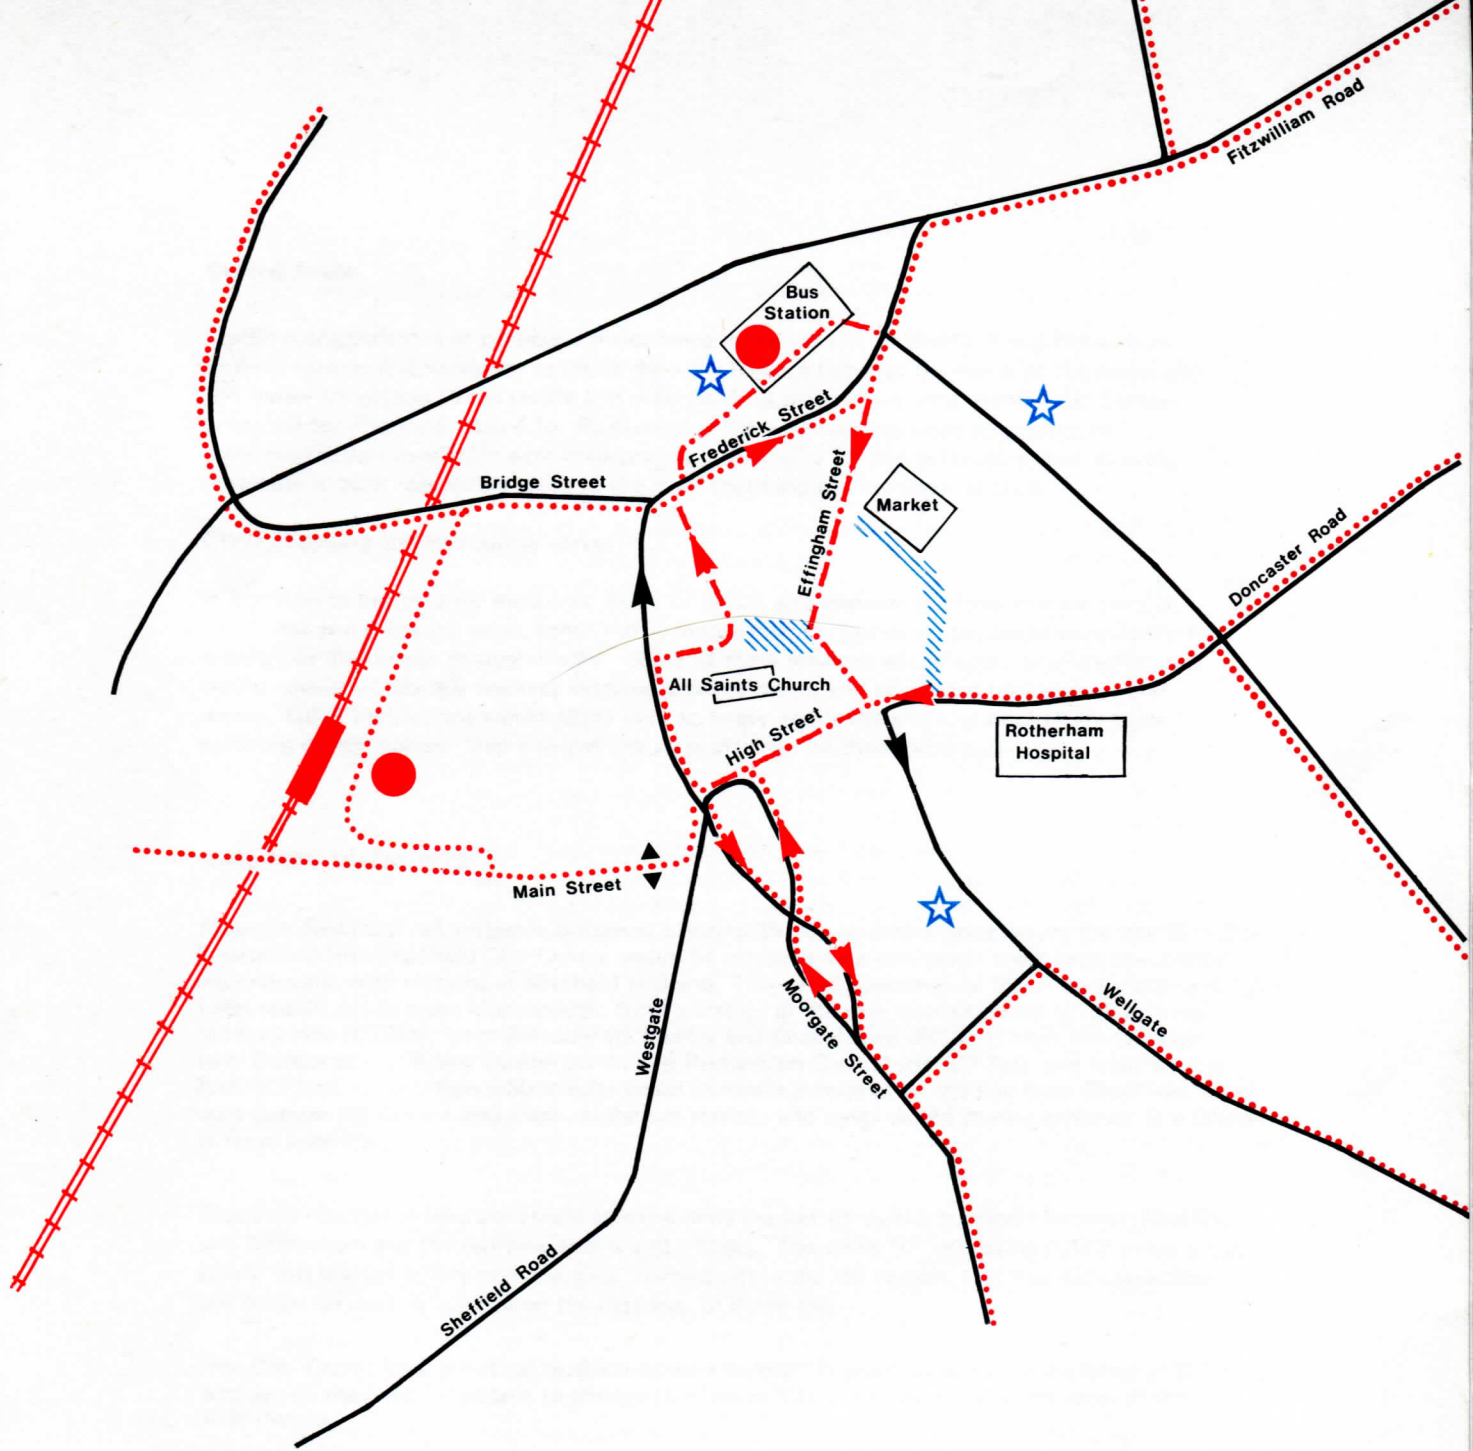 Fitzwilliam Road
Bus
Station
Frederick Street
Bridge Street
Effingham Street
Market
Doncaster Road
All Saints Church
High Street
Rotherham
Hospital
Main Street
Westgate
Moorgate Street
Wellgate
Sheffield Road